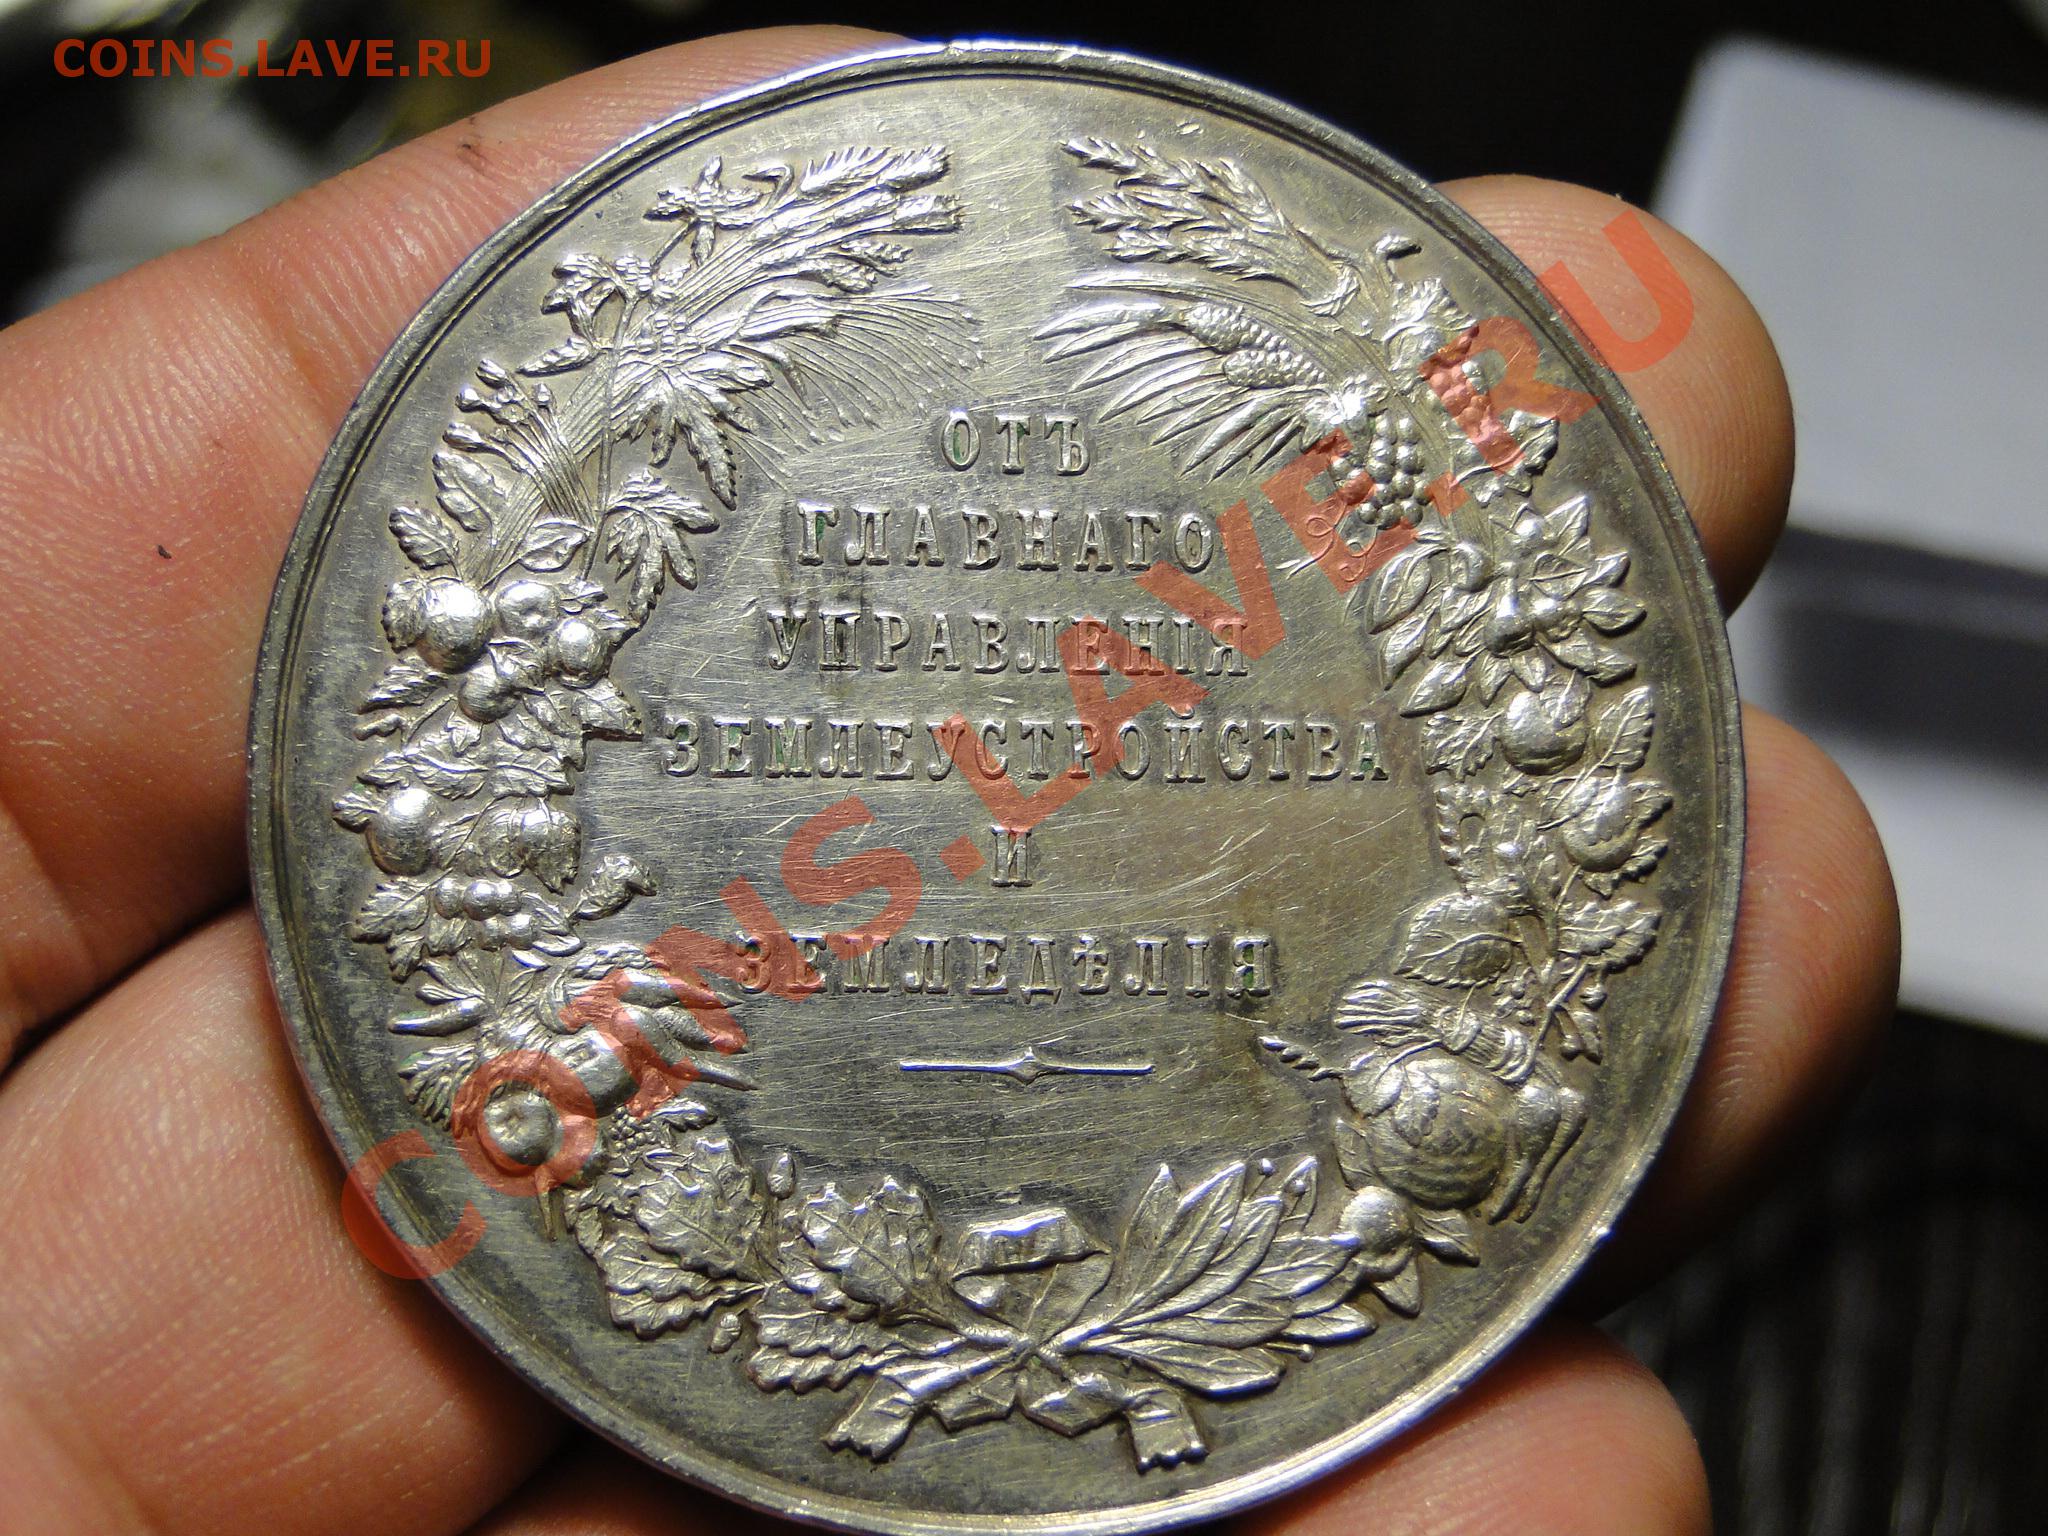 COINS.LAVE.RU
ОТЪ
ГЛАВНАГО
УПРАВЛЕНІЯ
ЗЕМЛЕУСТРОЙСТВА
И
ЗЕМЛЕДѢЛІЯ
COINS.LAVE.RU